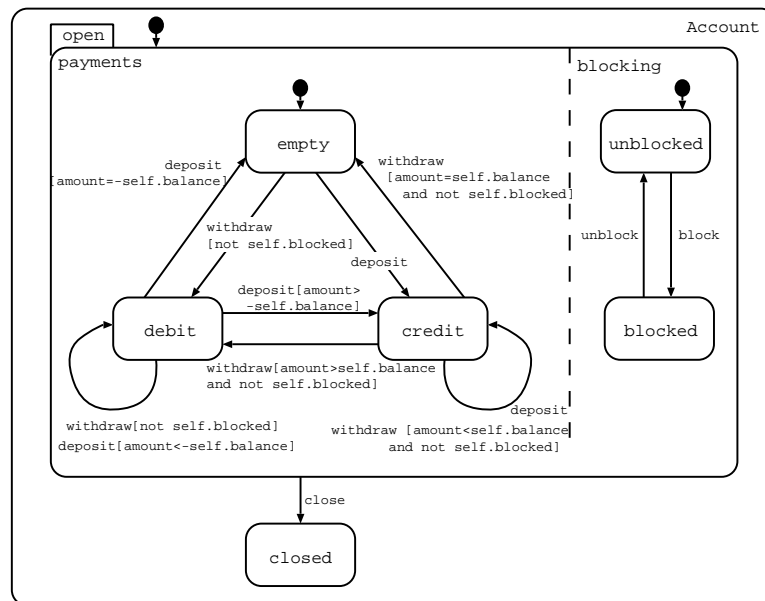 Account
open
payments
blocking
empty
unblocked
deposit
[amount=-self.balance]
withdraw
[amount=self.balance
and not self.blocked]
withdraw
[not self.blocked]
deposit
unblock
block
deposit[amount>
-self.balance]
debit
credit
blocked
withdraw[amount>self.balance
and not self.blocked]
deposit
withdraw[not self.blocked]
withdraw [amount<self.balance
deposit[amount<-self.balance]
and not self.blocked]
close
closed